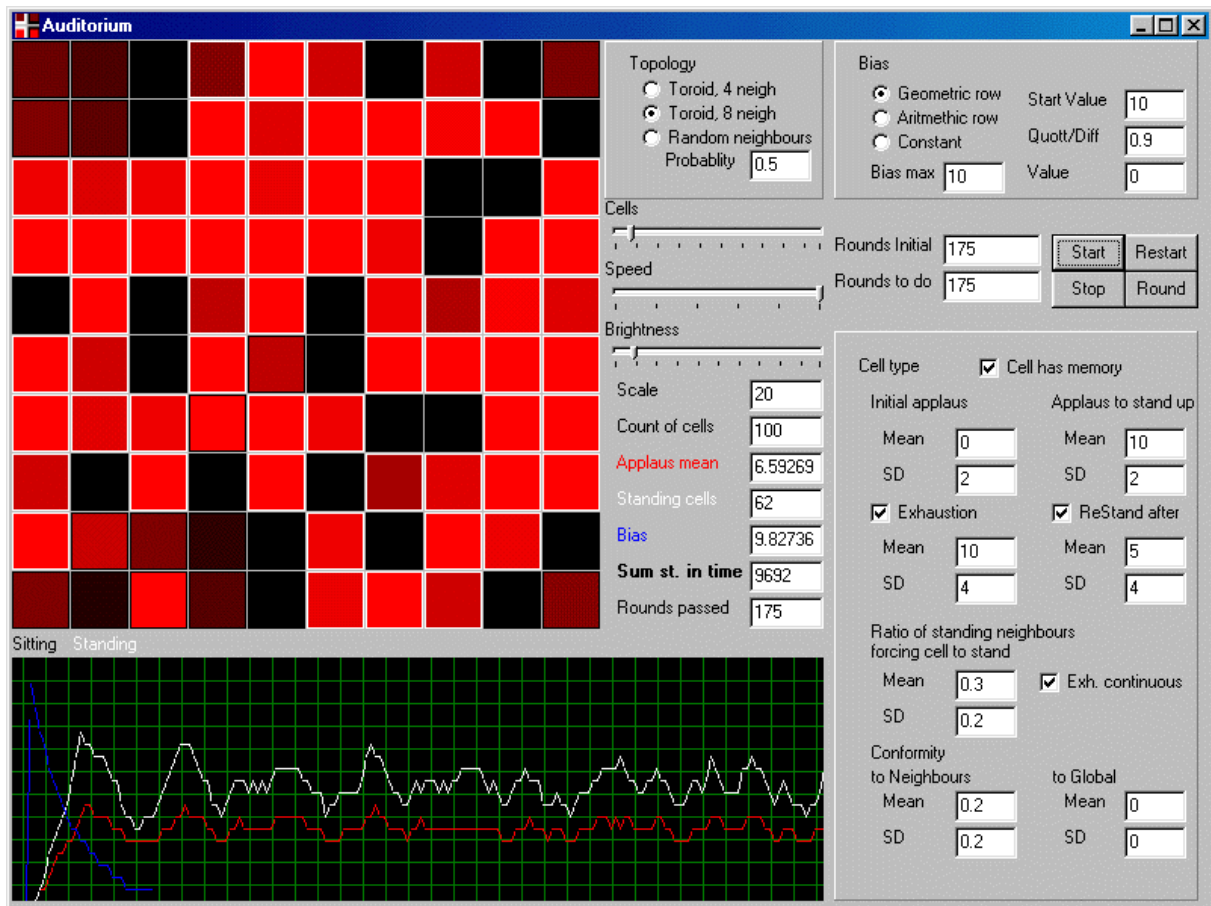 Auditorium
Topology
Toroid, 4 neigh
Toroid, 8 neigh
Random neighbours
Probablity 0.5
Bias
Geometric row
Aritmethic row
Constant
Start Value 10
Quott/Diff 0.9
Bias max 10
Value 0
Cells
Speed
Brightness
Rounds Initial 175
Rounds to do 175
Start Restart
Stop Round
Scale 20
Count of cells 100
Applaus mean 6.59269
Standing cells 62
Bias 9.82736
Sum st. in time 9692
Rounds passed 175
Cell type Cell has memory
Initial applaus Applaus to stand up
Mean 0 Mean 10
SD 2 SD 2
Exhaustion ReStand after
Mean 10 Mean 5
SD 4 SD 4
Ratio of standing neighbours
forcing cell to stand
Mean 0.3 Exh. continuous
SD 0.2
Conformity
to Neighbours to Global
Mean 0.2 Mean 0
SD 0.2 SD 0
Sitting Standing